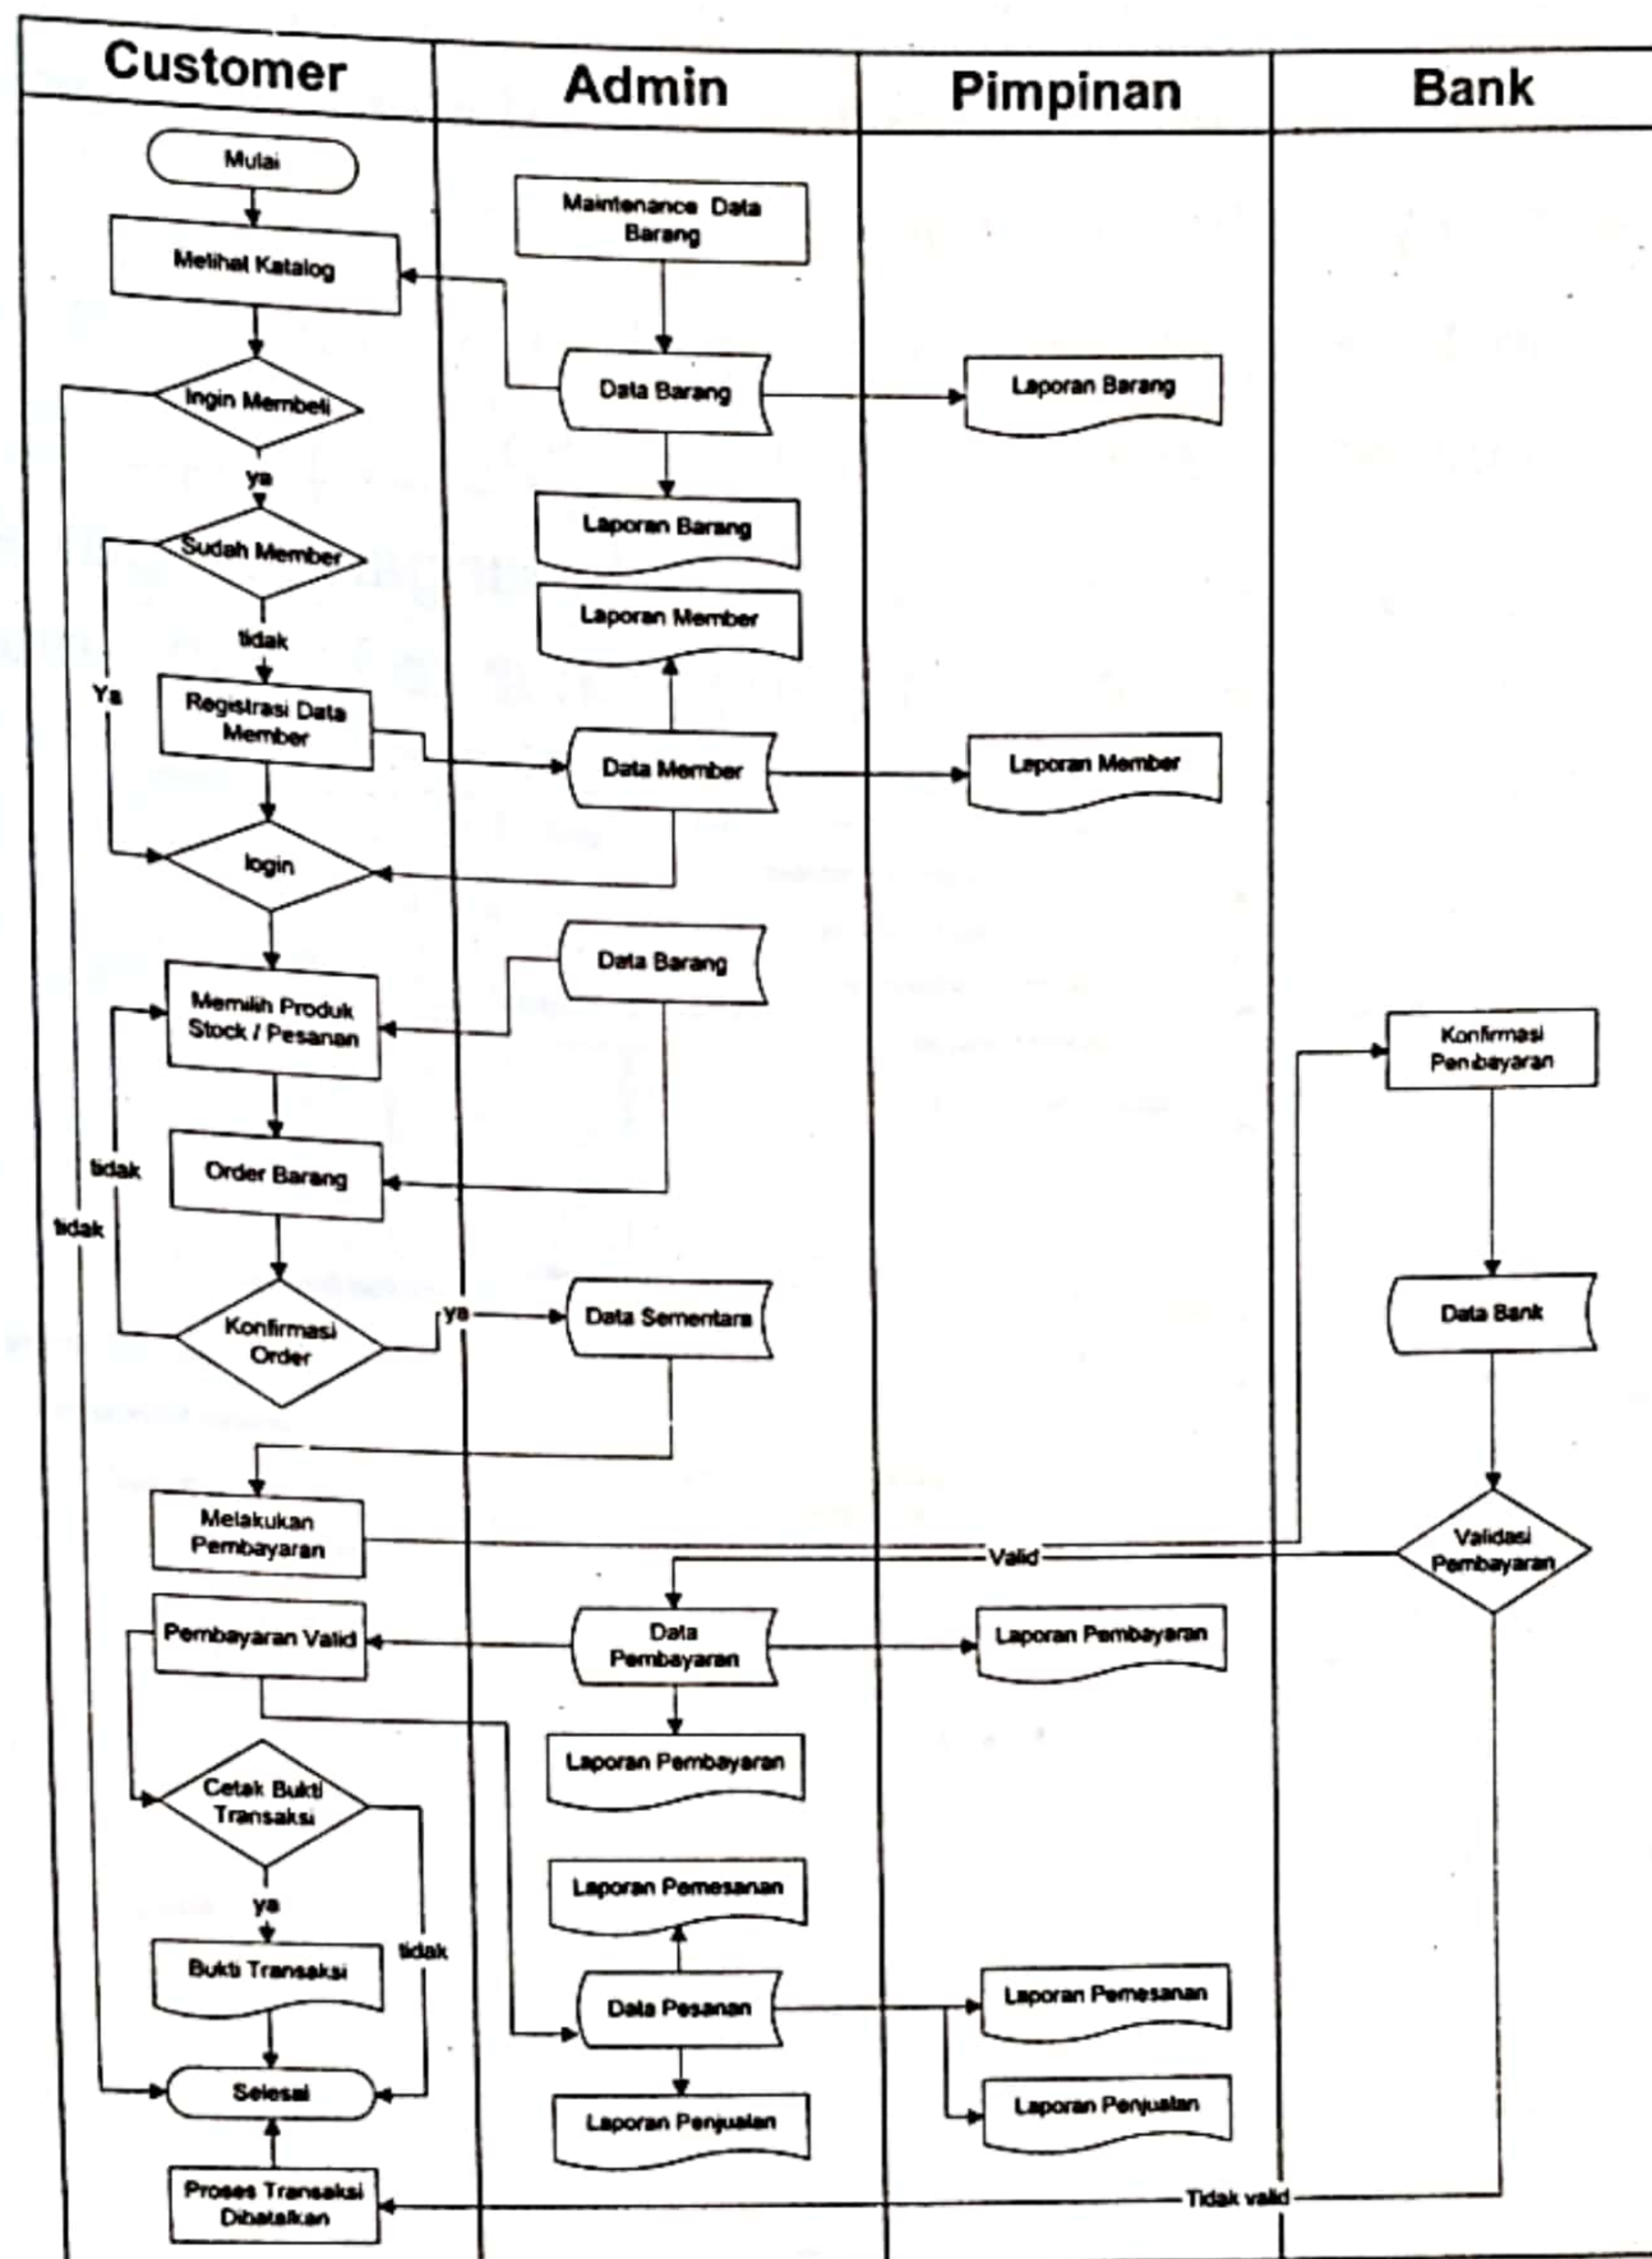 Customer
Admin
Pimpinan
Bank
Mulai
Melihat Katalog
Ingin Membeli
ya
Sudah Member
tidak
Ya
Registrasi Data
Member
login
Memilih Produk
Stock / Pesanan
tidak
Order Barang
tidak
Konfirmasi
Order
ya
Melakukan
Pembayaran
Pembayaran Valid
Cetak Bukti
Transaksi
ya
tidak
Bukti Transaksi
Selesai
Proses Transaksi
Dibatalkan
Maintenance Data
Barang
Data Barang
Laporan Barang
Laporan Member
Data Member
Data Barang
Data Sementara
Data
Pembayaran
Laporan Pembayaran
Laporan Pemesanan
Data Pesanan
Laporan Penjualan
Laporan Barang
Laporan Member
Valid
Laporan Pembayaran
Laporan Pemesanan
Laporan Penjualan
Tidak valid
Konfirmasi
Pembayaran
Data Bank
Validasi
Pembayaran